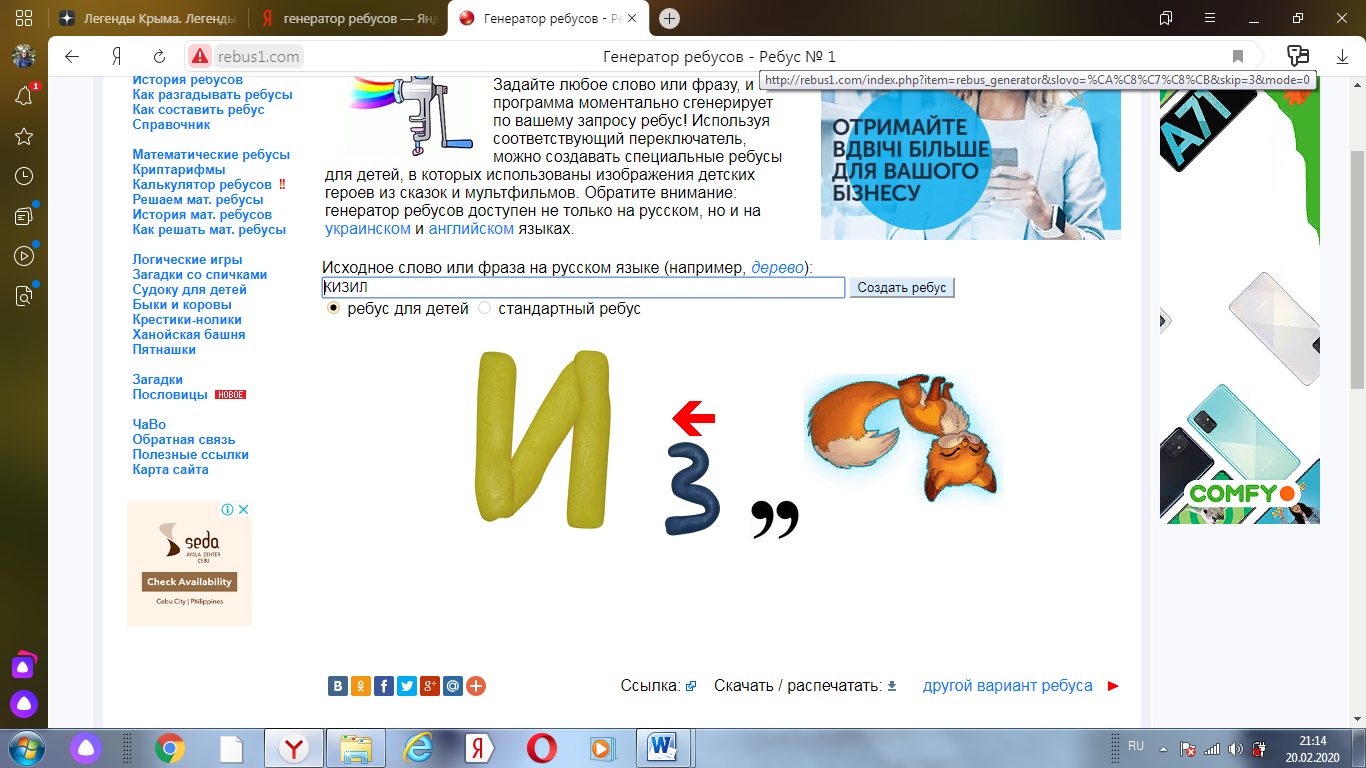 Легенды Крыма. Легенды
генератор ребусов — Янд
Генератор ребусов - Ре
rebus1.com
Генератор ребусов - Ребус № 1
http://rebus1.com/index.php?item=rebus_generator&slovo=%CA%C8%C7%C8%CB&skip=3&mode=0
1
История ребусов
Как разгадывать ребусы
Как составить ребус
Справочник
Математические ребусы
Криптарифмы
Калькулятор ребусов !!
Решаем мат. ребусы
История мат. ребусов
Как решать мат. ребусы
Логические игры
Загадки со спичками
Судоку для детей
Быки и коровы
Крестики-нолики
Ханойская башня
Пятнашки
Загадки
Пословицы НОВОЕ
ЧаВо
Обратная связь
Полезные ссылки
Карта сайта
seda
AYALA CENTER
CEBU
Check Availability
Cebu City | Philippines
Задайте любое слово или фразу, и
программа моментально сгенерирует
по вашему запросу ребус! Используя
соответствующий переключатель,
можно создавать специальные ребусы
для детей, в которых использованы изображения детских
героев из сказок и мультфильмов. Обратите внимание:
генератор ребусов доступен не только на русском, но и на
украинском и английском языках.
ОТРИМАЙТЕ
ВДВІЧІ БІЛЬШЕ
ДЛЯ ВАШОГО
БІЗНЕСУ
Исходное слово или фраза на русском языке (например, дерево):
КИЗИЛ
Создать ребус
ребус для детей стандартный ребус
И
З
,,
Ссылка: Скачать / распечатать: другой вариант ребуса
A71
COMFY
RU
21:14
20.02.2020